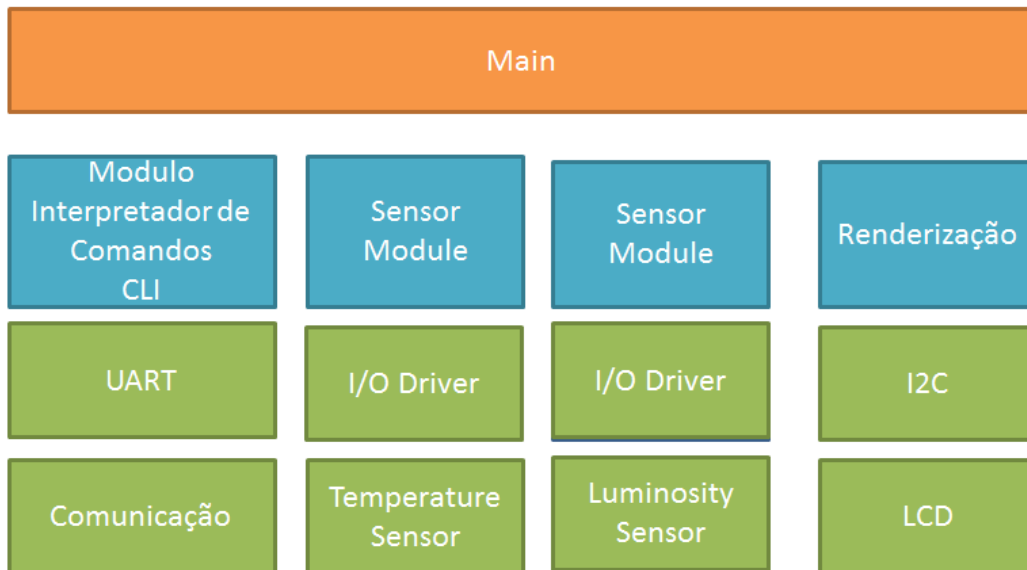 Main
Modulo
Interpretador de
Comandos
CLI
Sensor
Module
Sensor
Module
Renderização
UART
I/O Driver
I/O Driver
I2C
Comunicação
Temperature
Sensor
Luminosity
Sensor
LCD